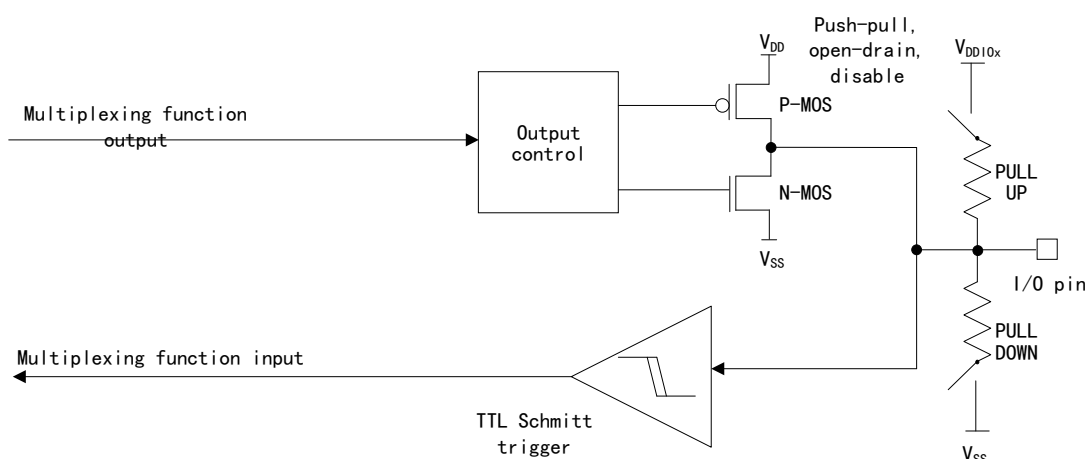 Push-pull,
open-drain,
disable
VDD
VDDIOx
P-MOS
Multiplexing function
output
Output
control
PULL
UP
N-MOS
VSS
I/O pin
PULL
DOWN
Multiplexing function input
TTL Schmitt
trigger
VSS